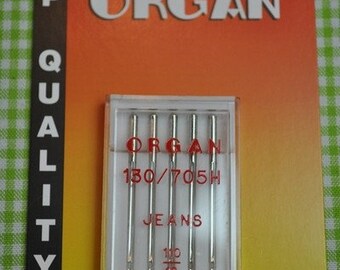 ORGAN
QUALITY
ORGAN
130/705H
JEANS
110